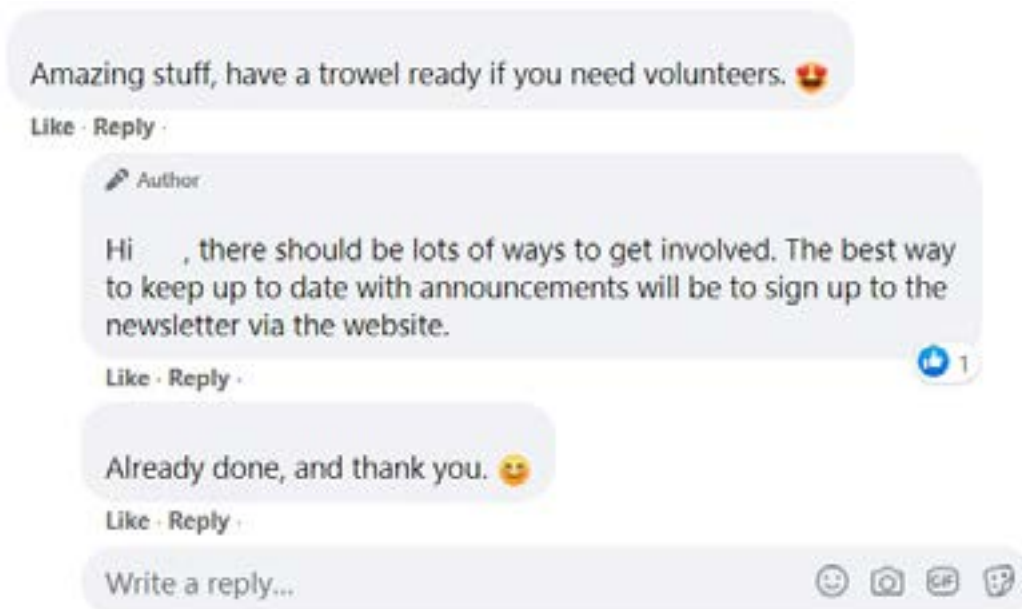 Amazing stuff, have a trowel ready if you need volunteers. 😍
Like · Reply ·
Author
Hi , there should be lots of ways to get involved. The best way
to keep up to date with announcements will be to sign up to the
newsletter via the website.
1
Like · Reply ·
Already done, and thank you. 😊
Like · Reply ·
Write a reply...
GIF